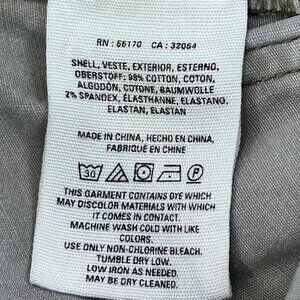 RN : 66170 CA : 32064
SHELL, VESTE, EXTERIOR, ESTERNO,
OBERSTOFF: 98% COTTON, COTON,
ALGODÓN, COTONE, BAUMWOLLE
2% SPANDEX, ÉLASTHANNE, ELASTANO,
ELASTAN, ELASTAN
MADE IN CHINA, HECHO EN CHINA,
FABRIQUÉ EN CHINE
30 P
THIS GARMENT CONTAINS DYE WHICH
MAY DISCOLOR MATERIALS WITH WHICH
IT COMES IN CONTACT.
MACHINE WASH COLD WITH LIKE
COLORS.
USE ONLY NON-CHLORINE BLEACH.
TUMBLE DRY LOW.
LOW IRON AS NEEDED.
MAY BE DRY CLEANED.